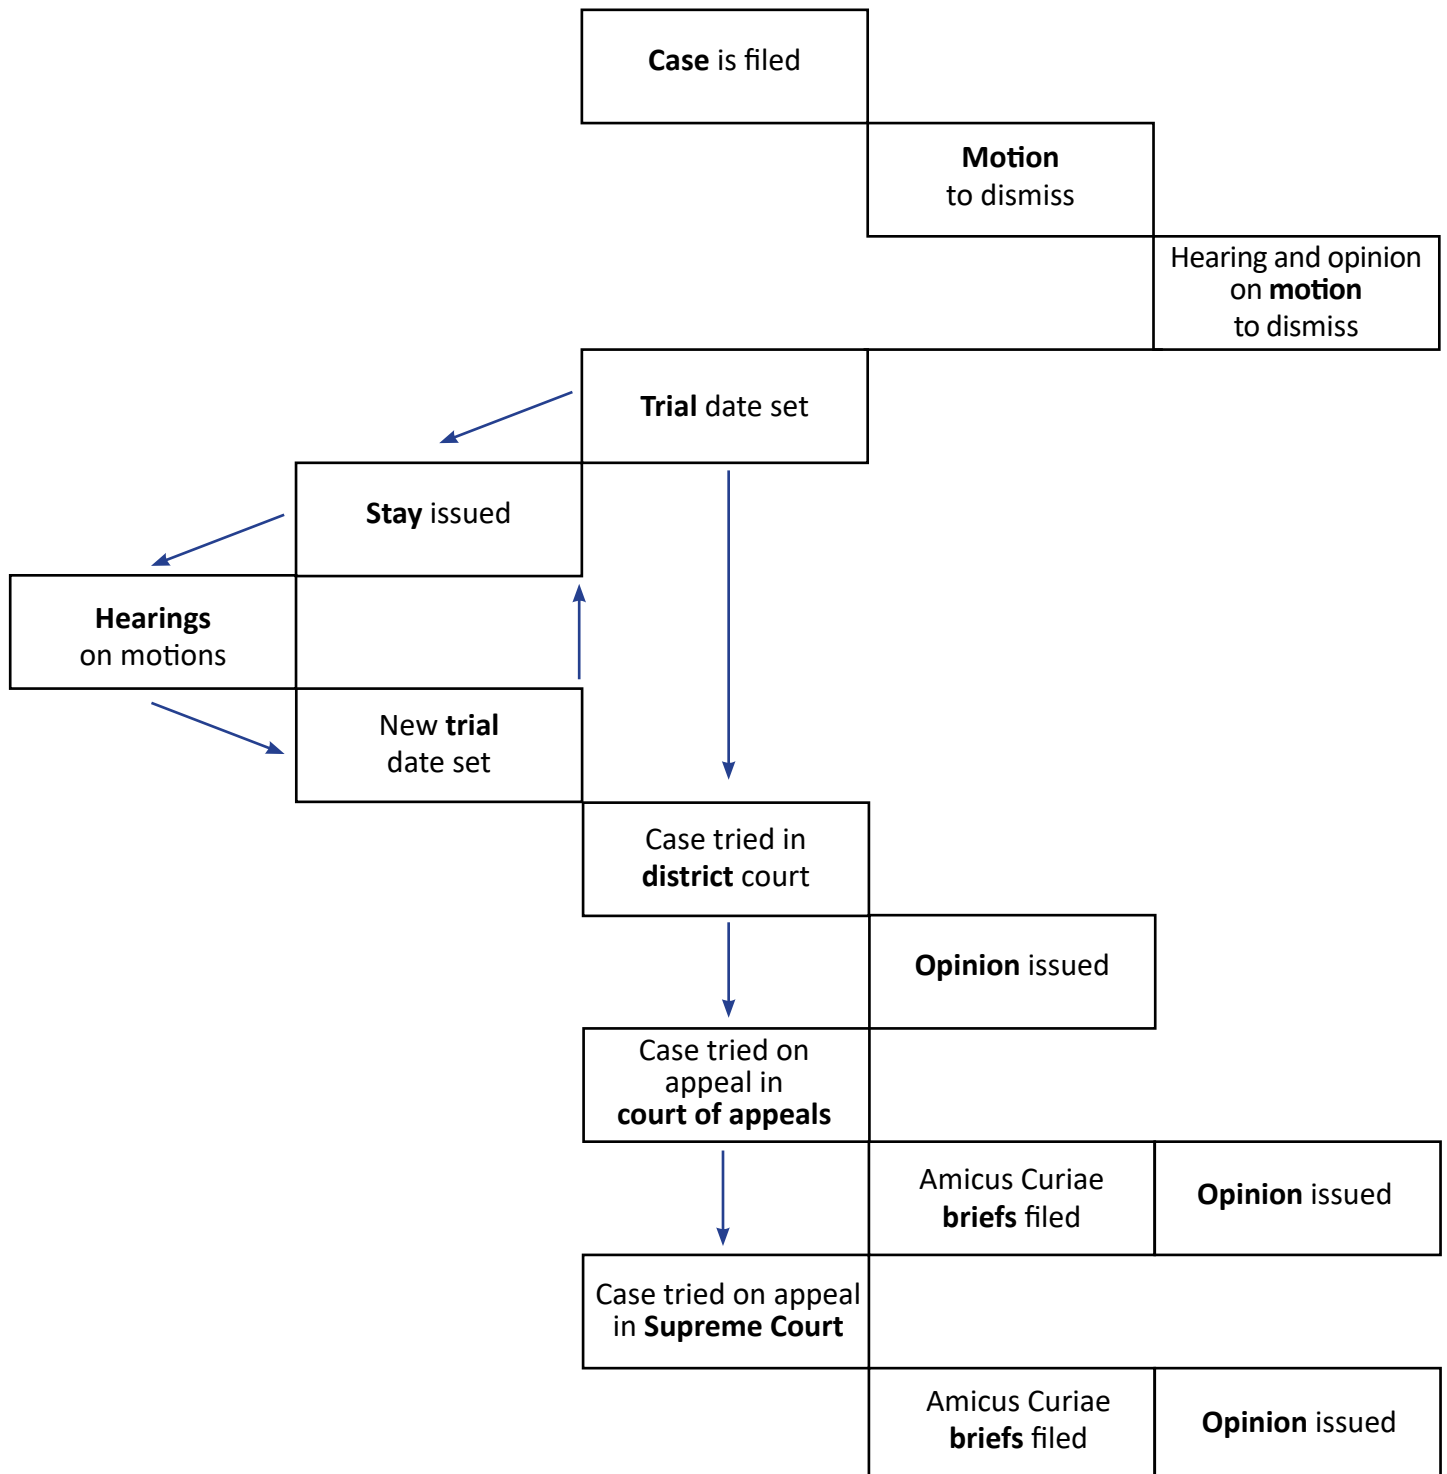 Case is filed
Motion
to dismiss
Hearing and opinion
on motion
to dismiss
Trial date set
Stay issued
Hearings
on motions
New trial
date set
Case tried in
district court
Opinion issued
Case tried on
appeal in
court of appeals
Amicus Curiae
briefs filed
Opinion issued
Case tried on appeal
in Supreme Court
Amicus Curiae
briefs filed
Opinion issued